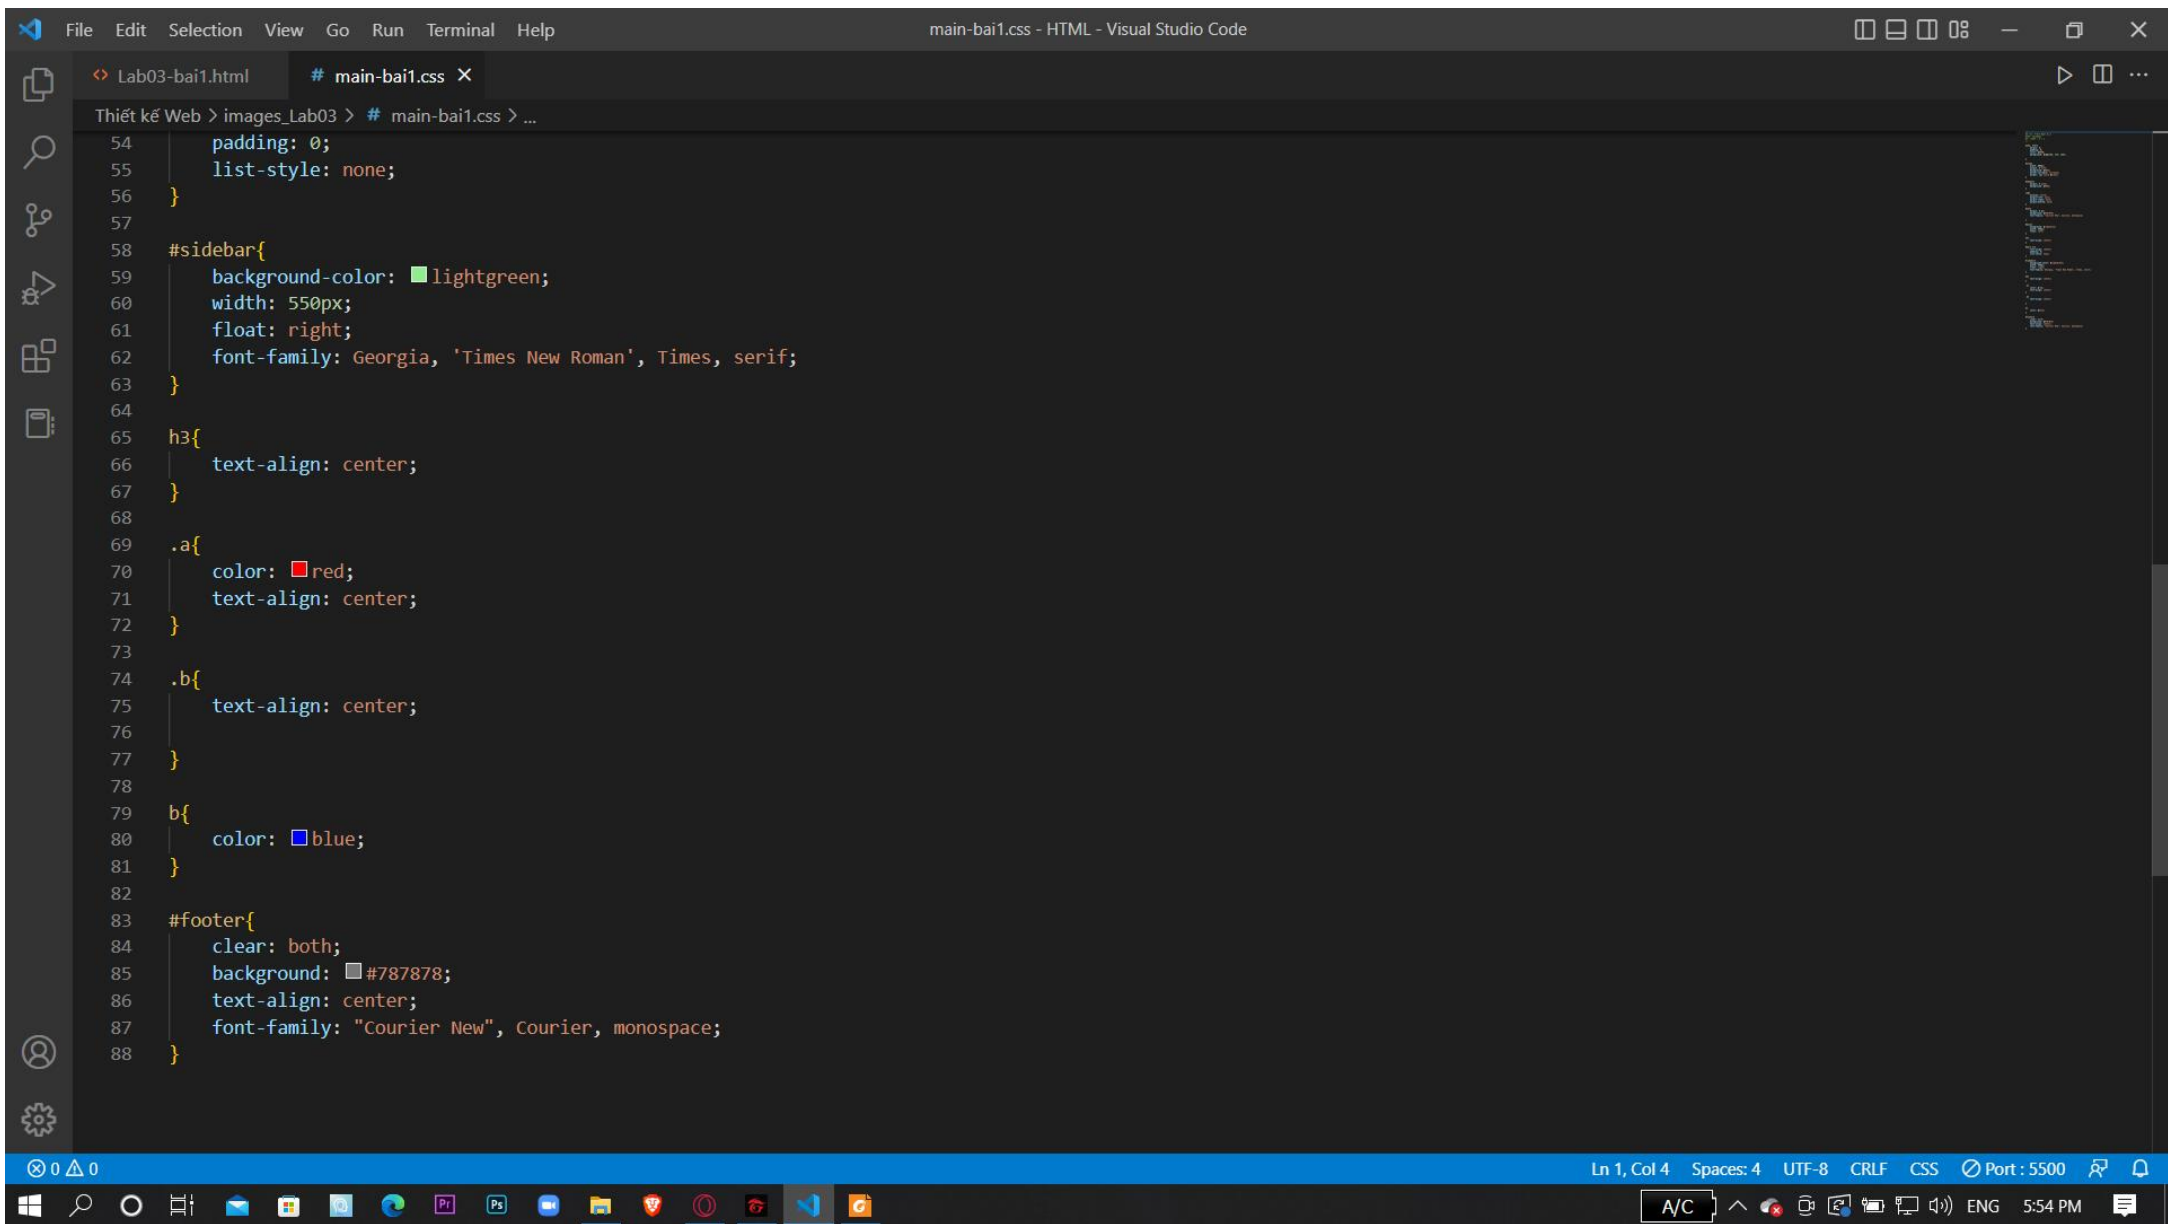 File Edit Selection View Go Run Terminal Help
main-bai1.css - HTML - Visual Studio Code
Lab03-bai1.html
# main-bai1.css
Thiết kế Web > images_Lab03 > # main-bai1.css > ...
54 padding: 0;
55 list-style: none;
56 }
57
58 #sidebar{
59 background-color: lightgreen;
60 width: 550px;
61 float: right;
62 font-family: Georgia, 'Times New Roman', Times, serif;
63 }
64
65 h3{
66 text-align: center;
67 }
68
69 .a{
70 color: red;
71 text-align: center;
72 }
73
74 .b{
75 text-align: center;
76
77 }
78
79 b{
80 color: blue;
81 }
82
83 #footer{
84 clear: both;
85 background: #787878;
86 text-align: center;
87 font-family: "Courier New", Courier, monospace;
88 }
0 0
Ln 1, Col 4 Spaces: 4 UTF-8 CRLF CSS Port : 5500
Pr Ps
A/C ENG 5:54 PM